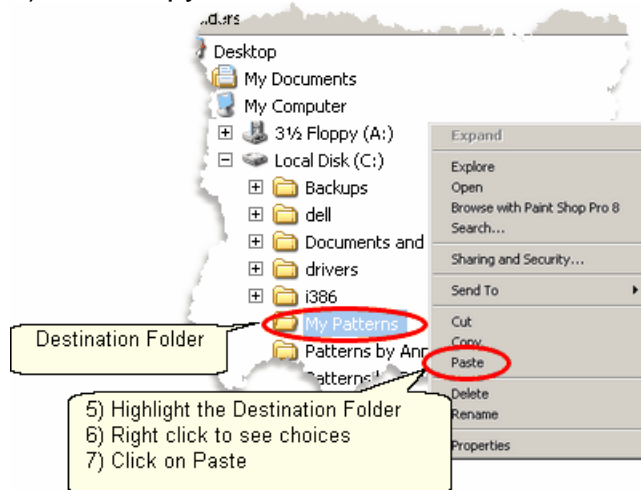 Desktop
My Documents
My Computer
3½ Floppy (A:)
Local Disk (C:)
Backups
dell
Documents and
drivers
i386
My Patterns
Patterns by Ann
Expand
Explore
Open
Browse with Paint Shop Pro 8
Search...
Sharing and Security...
Send To
Cut
Copy
Paste
Delete
Rename
Properties
Destination Folder
5) Highlight the Destination Folder
6) Right click to see choices
7) Click on Paste